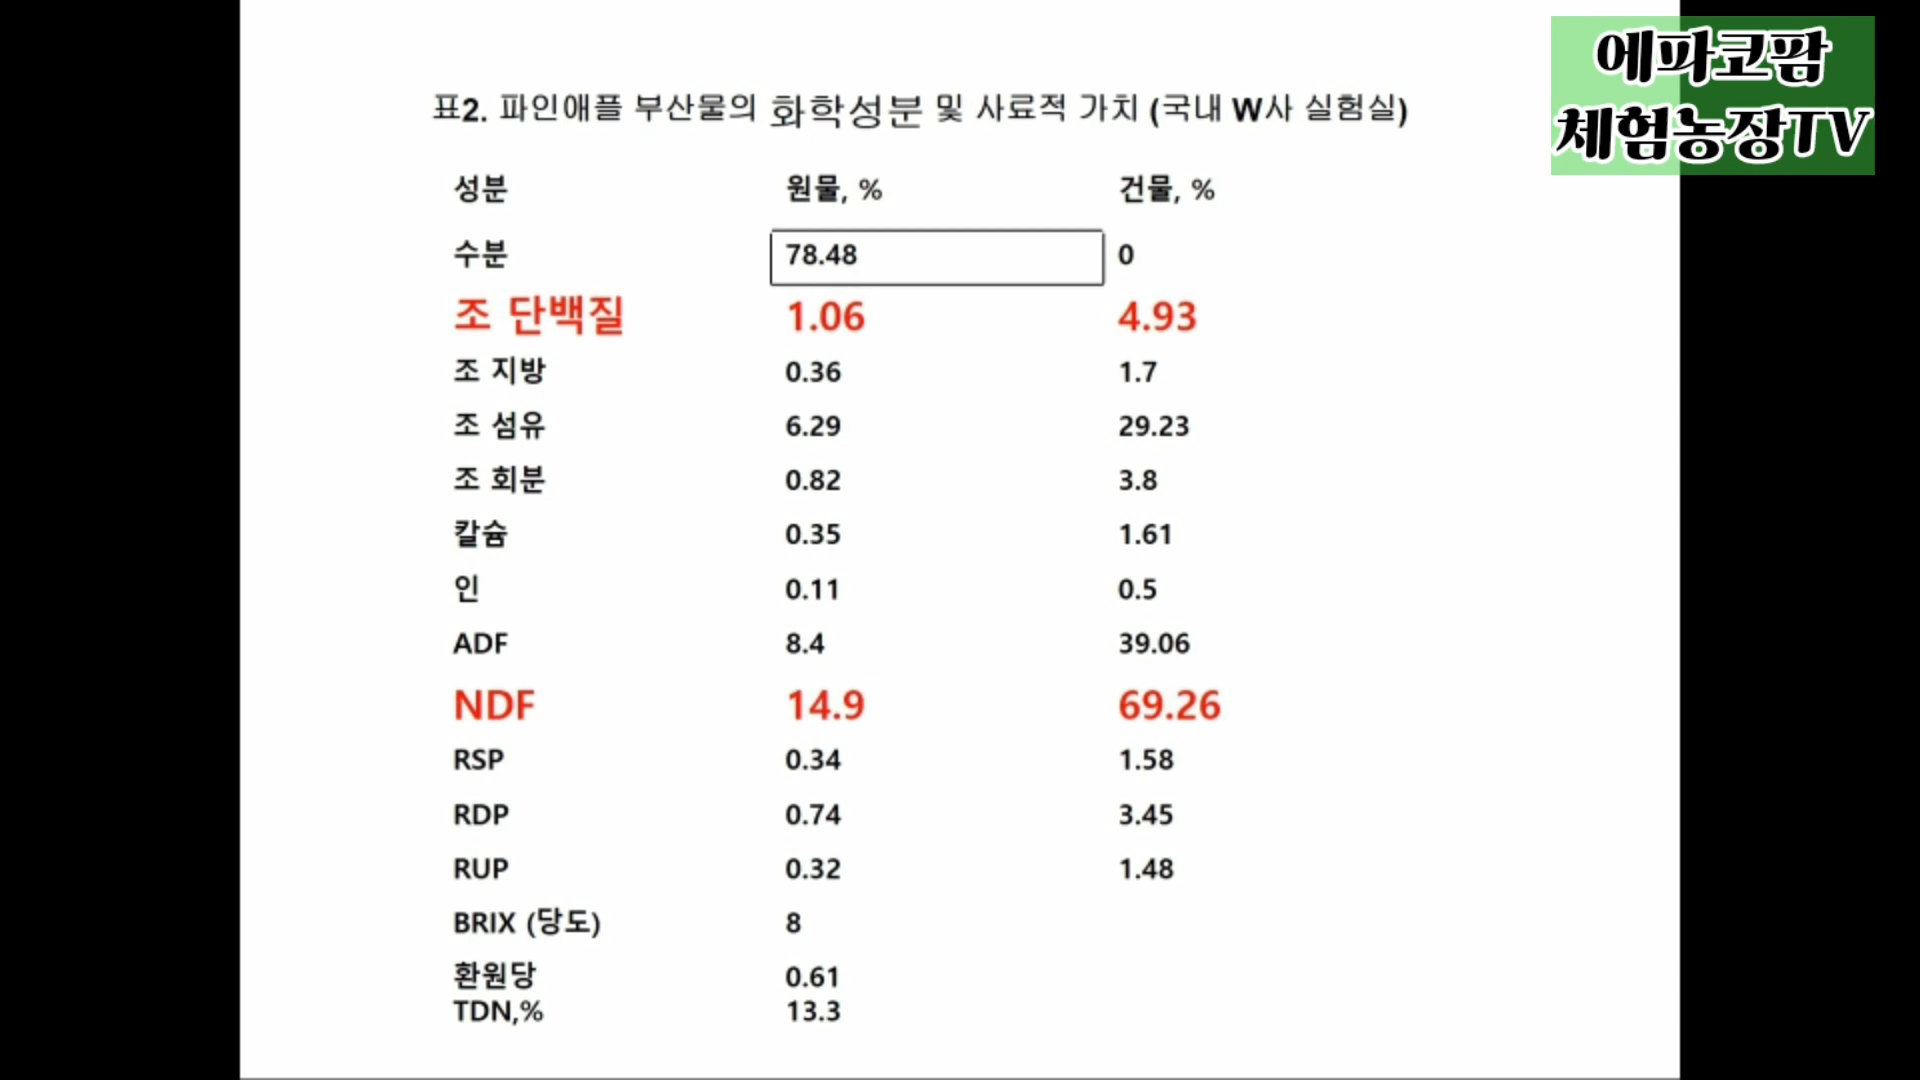 에파코팜
체험농장TV
표2. 파인애플 부산물의 화학성분 및 사료적 가치 (국내 W사 실험실)
성분 원물, % 건물, %
수분 78.48 0
조 단백질 1.06 4.93
조 지방 0.36 1.7
조 섬유 6.29 29.23
조 회분 0.82 3.8
칼슘 0.35 1.61
인 0.11 0.5
ADF 8.4 39.06
NDF 14.9 69.26
RSP 0.34 1.58
RDP 0.74 3.45
RUP 0.32 1.48
BRIX (당도) 8
환원당 0.61
TDN,% 13.3